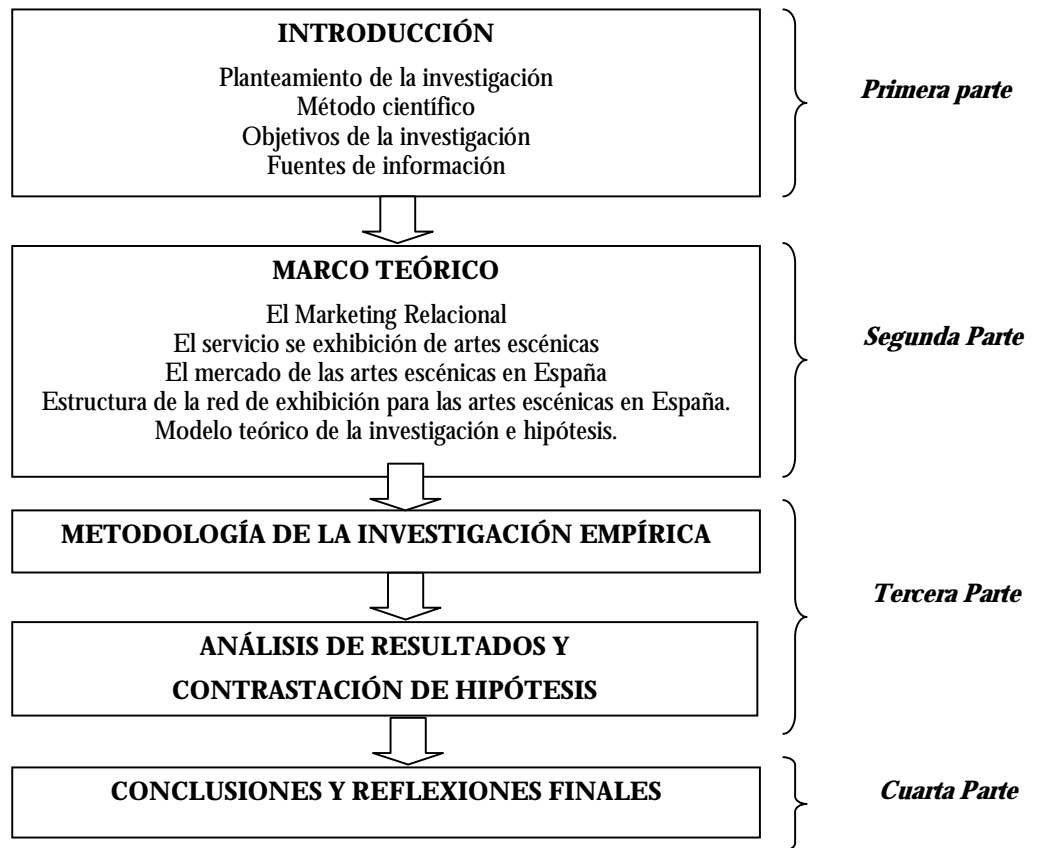 INTRODUCCIÓN
Planteamiento de la investigación
Método científico
Objetivos de la investigación
Fuentes de información
Primera parte
MARCO TEÓRICO
El Marketing Relacional
El servicio se exhibición de artes escénicas
El mercado de las artes escénicas en España
Estructura de la red de exhibición para las artes escénicas en España.
Modelo teórico de la investigación e hipótesis.
Segunda Parte
METODOLOGÍA DE LA INVESTIGACIÓN EMPÍRICA
ANÁLISIS DE RESULTADOS Y
CONTRASTACIÓN DE HIPÓTESIS
Tercera Parte
CONCLUSIONES Y REFLEXIONES FINALES
Cuarta Parte